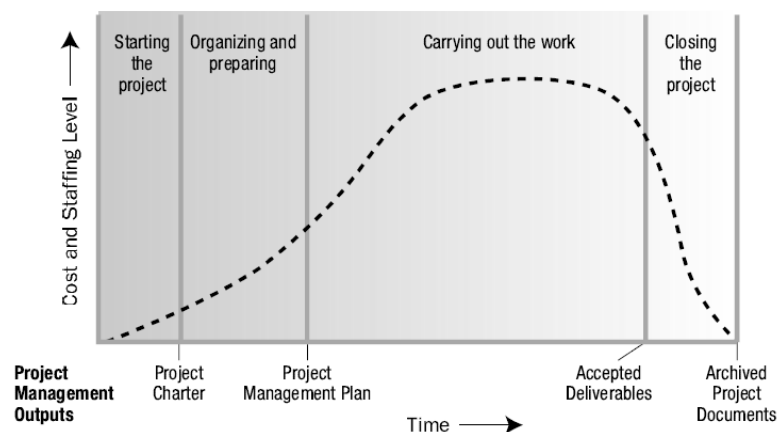 Starting
the
project
Organizing and
preparing
Carrying out the work
Closing
the
project
Cost and Staffing Level
Project
Management
Outputs
Project
Charter
Project
Management Plan
Accepted
Deliverables
Archived
Project
Documents
Time